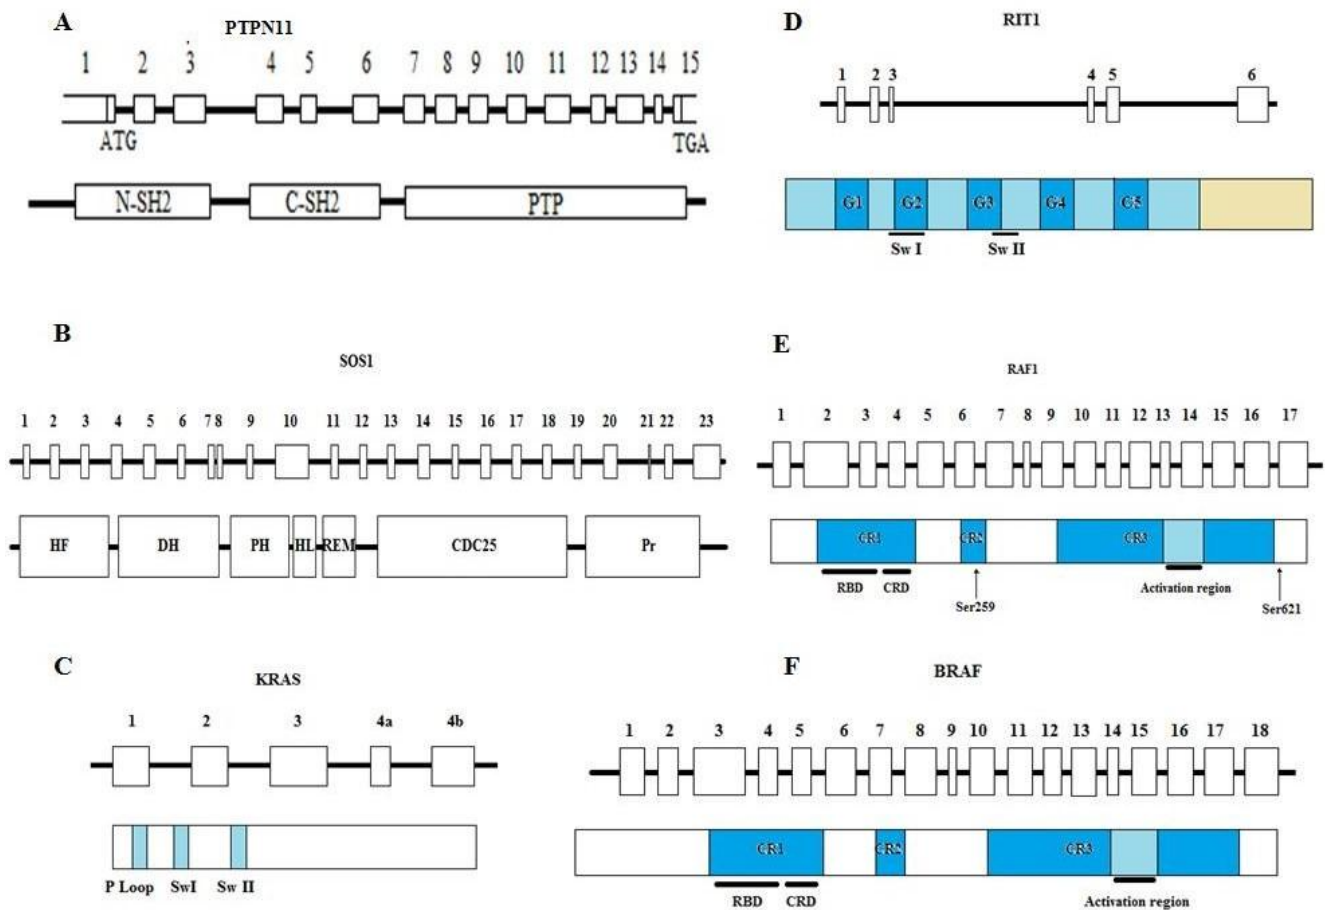 A
PTPN11
1 2 3 4 5 6 7 8 9 10 11 12 13 14 15
ATG TGA
N-SH2 C-SH2 PTP
B
SOS1
1 2 3 4 5 6 7 8 9 10 11 12 13 14 15 16 17 18 19 20 21 22 23
HF DH PH HL REM CDC25 Pr
C
KRAS
1 2 3 4a 4b
P Loop SwI Sw II
D
RIT1
1 2 3 4 5 6
G1 G2 G3 G4 G5
Sw I Sw II
E
RAF1
1 2 3 4 5 6 7 8 9 10 11 12 13 14 15 16 17
CR1 CR2 CR3
RBD CRD Activation region
Ser259 Ser621
F
BRAF
1 2 3 4 5 6 7 8 9 10 11 12 13 14 15 16 17 18
CR1 CR2 CR3
RBD CRD Activation region